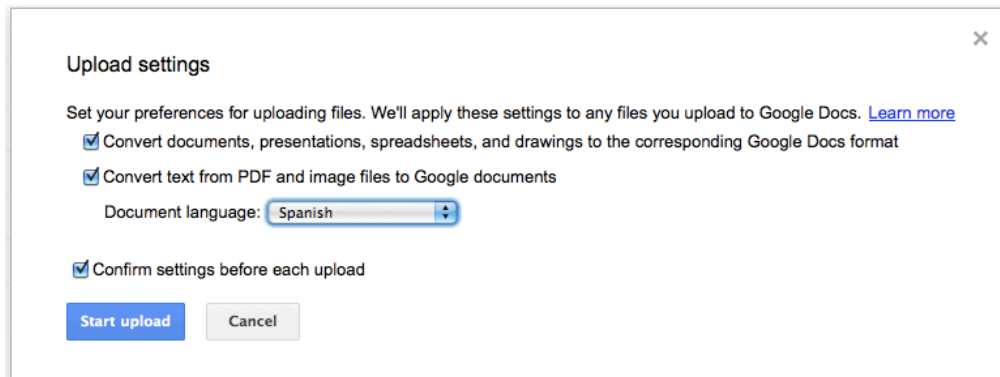 Upload settings
Set your preferences for uploading files. We'll apply these settings to any files you upload to Google Docs. Learn more
Convert documents, presentations, spreadsheets, and drawings to the corresponding Google Docs format
Convert text from PDF and image files to Google documents
Document language: Spanish
Confirm settings before each upload
Start upload Cancel